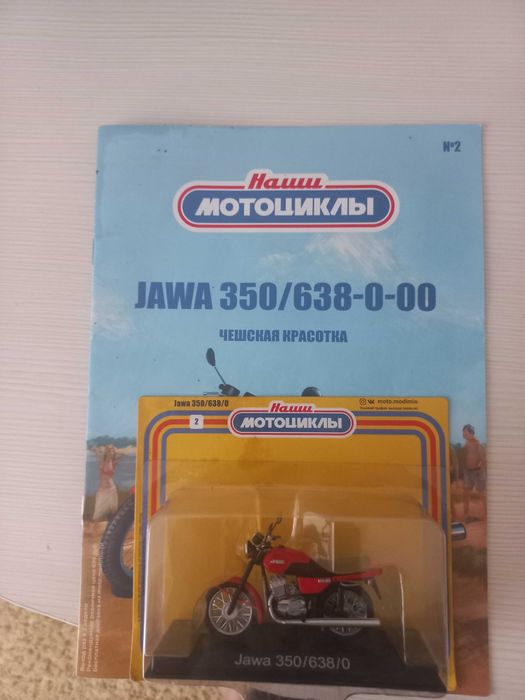 №2
Наши
МОТОЦИКЛЫ
JAWA 350/638-0-00
ЧЕШСКАЯ КРАСОТКА
Jawa 350/638/0
Наши
МОТОЦИКЛЫ
moto.modimio
2
Jawa 350/638/0